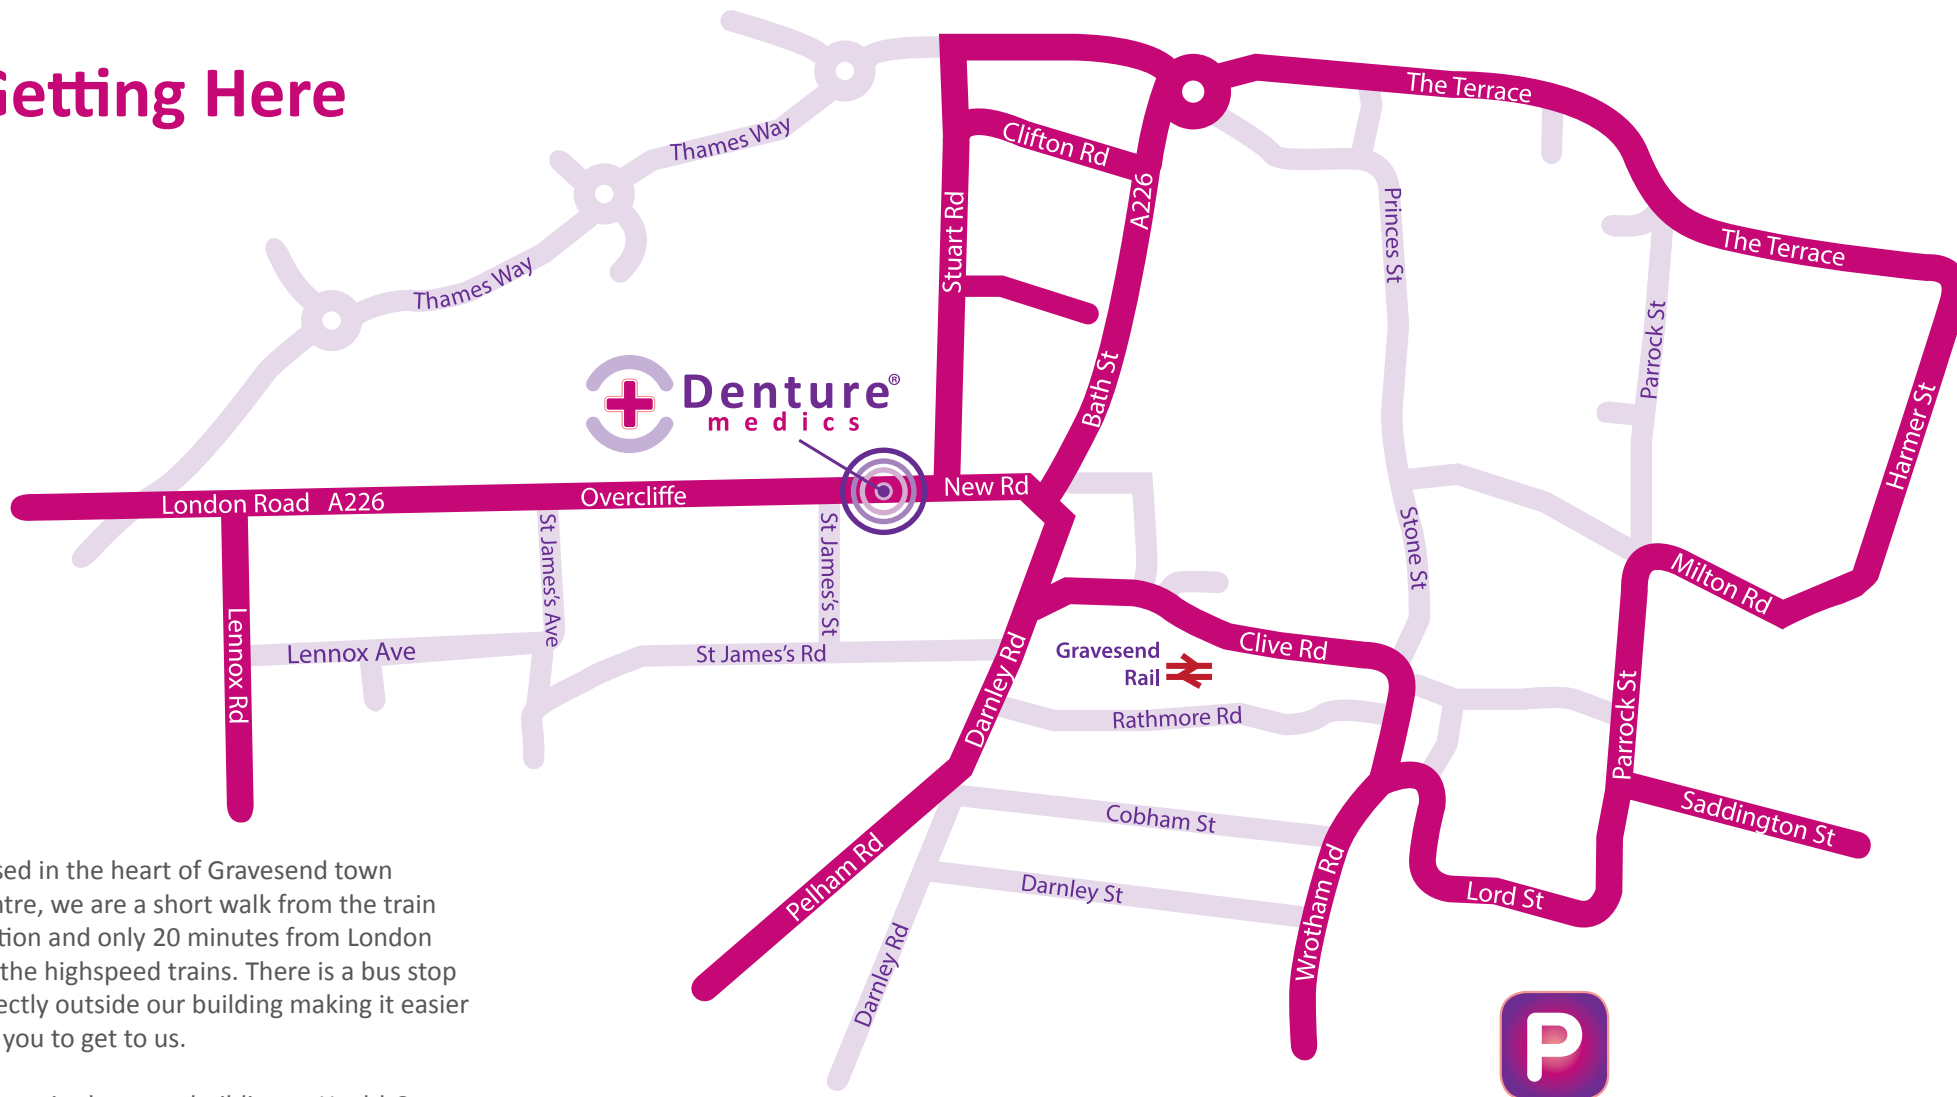 Getting Here
Thames Way
Thames Way
Clifton Rd
A226
Stuart Rd
The Terrace
Princes St
The Terrace
Parrock St
Bath St
Harmer St
Denture®
medics
London Road A226
Overcliffe
New Rd
St James's Ave
St James's St
Stone St
Milton Rd
Lennox Rd
Lennox Ave
St James's Rd
Darnley Rd
Gravesend
Rail
Clive Rd
Rathmore Rd
Parrock St
Cobham St
Saddington St
Pelham Rd
Darnley St
Lord St
Wrotham Rd
Darnley Rd
sed in the heart of Gravesend town
ntre, we are a short walk from the train
tion and only 20 minutes from London
the highspeed trains. There is a bus stop
ectly outside our building making it easier
you to get to us.
P